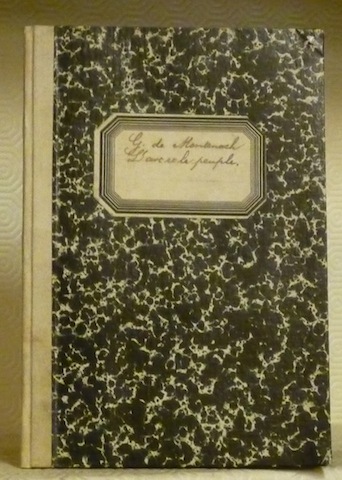 G. de Montenach
L'art et le peuple.